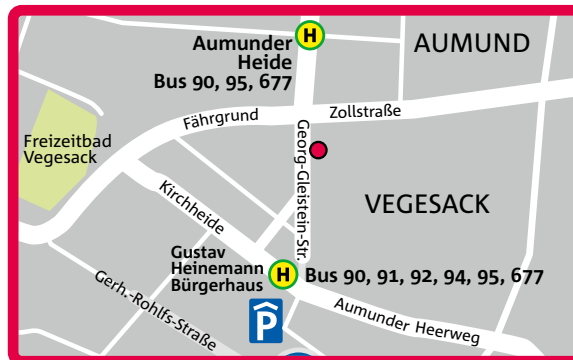 H
Aumunder
Heide
Bus 90, 95, 677
AUMUND
Fährgrund
Zollstraße
Freizeitbad
Vegesack
Georg-Gleistein-Str.
Kirchheide
VEGESACK
Gustav
Heinemann
Bürgerhaus
H
Bus 90, 91, 92, 94, 95, 677
Gerh.-Rohlfs-Straße
P
Aumunder Heerweg